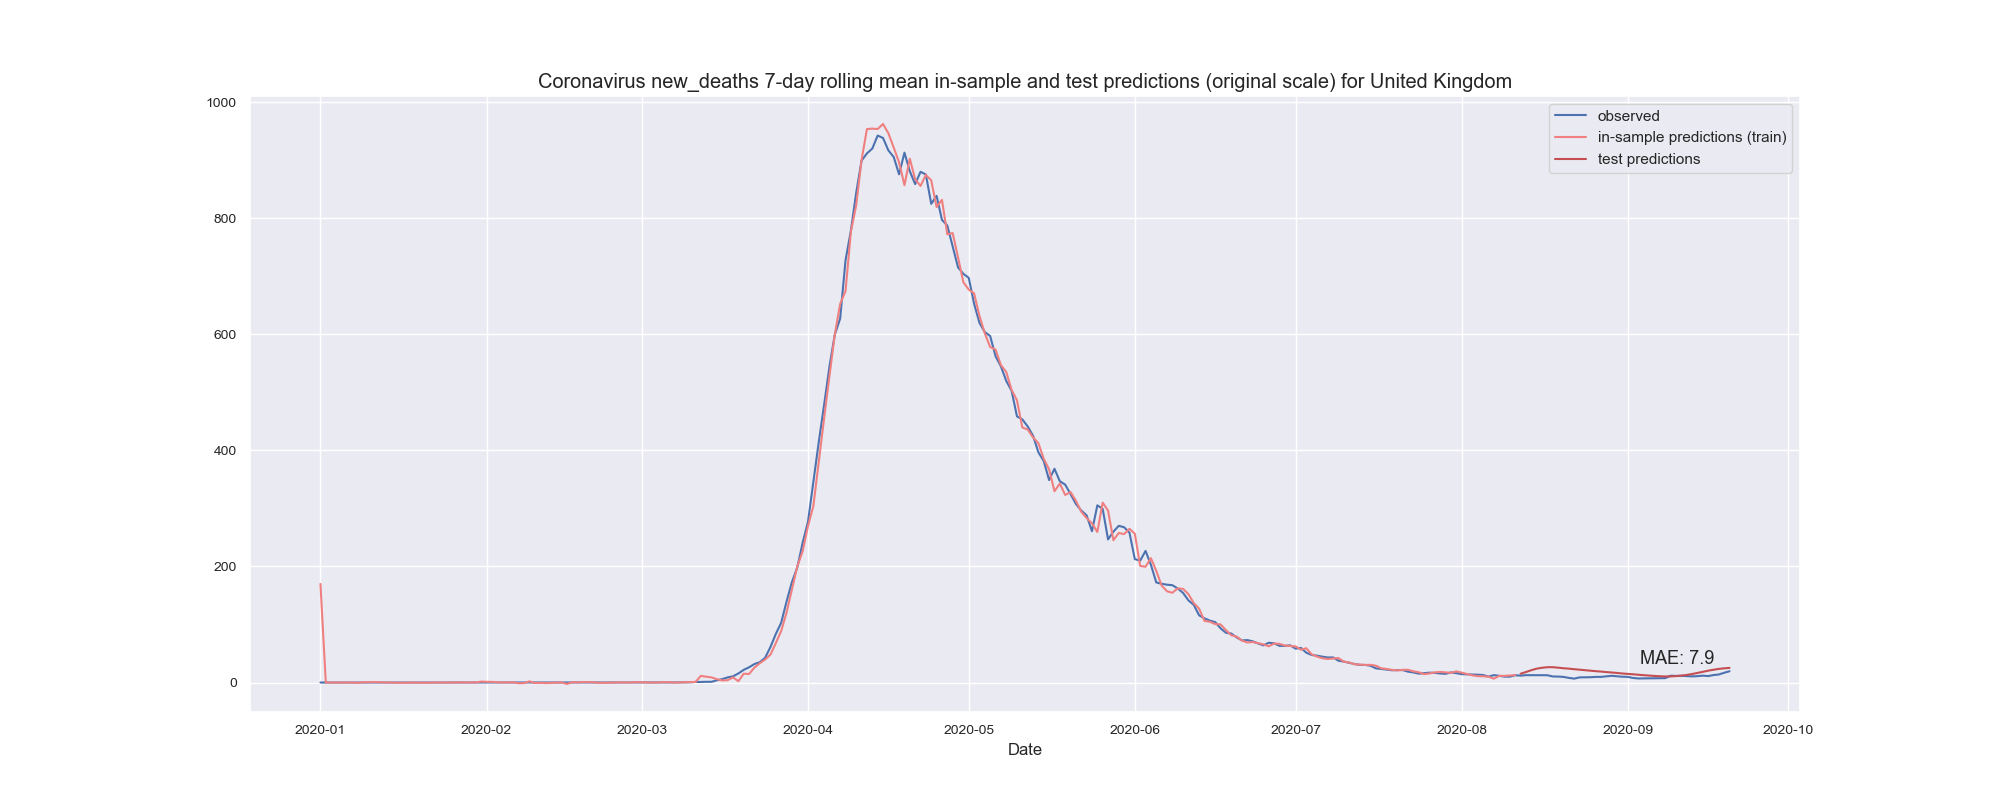 Coronavirus new_deaths 7-day rolling mean in-sample and test predictions (original scale) for United Kingdom
1000
800
600
400
200
0
observed
in-sample predictions (train)
test predictions
MAE: 7.9
2020-01 2020-02 2020-03 2020-04 2020-05 2020-06 2020-07 2020-08 2020-09 2020-10
Date